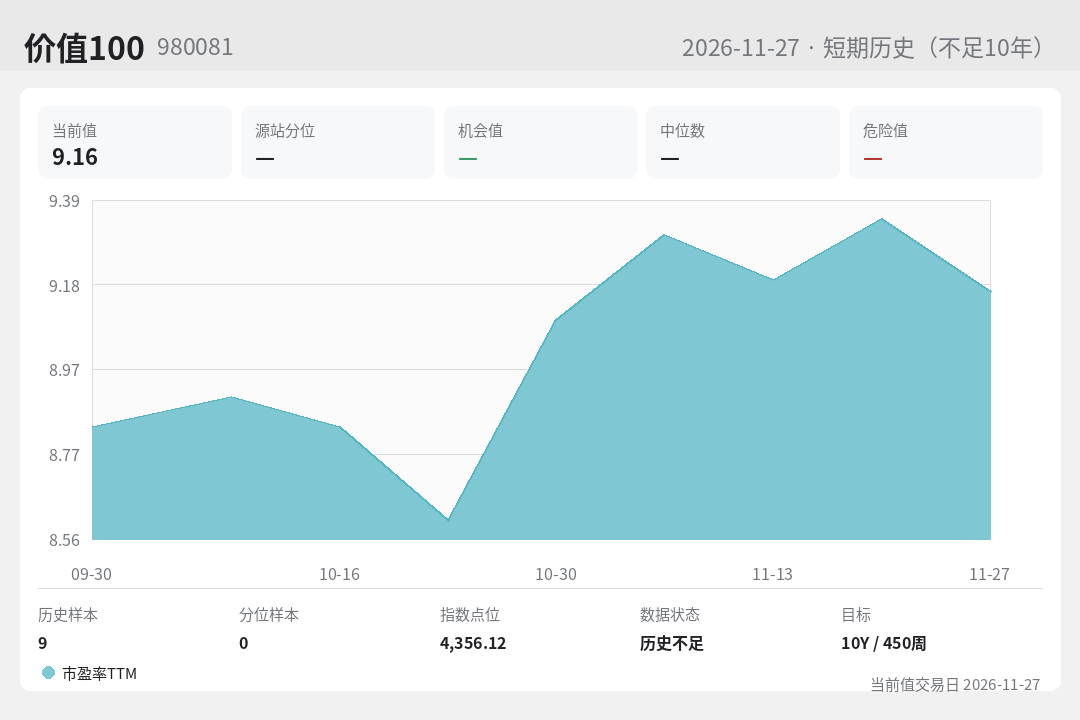 价值100 980081
2026-11-27 · 短期历史（不足10年）
当前值 源站分位 机会值 中位数 危险值
9.16 — — — —
9.39
9.18
8.97
8.77
8.56
09-30 10-16 10-30 11-13 11-27
历史样本 分位样本 指数点位 数据状态 目标
9 0 4,356.12 历史不足 10Y / 450周
市盈率TTM
当前值交易日 2026-11-27